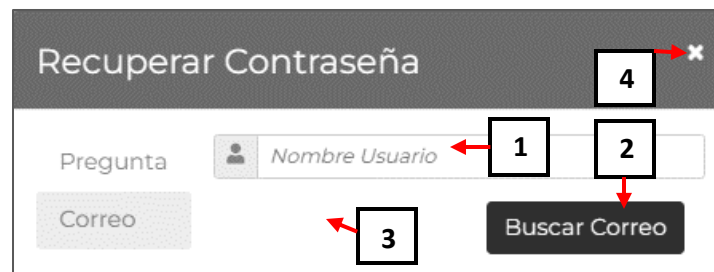 Recuperar Contraseña
4
Pregunta
Nombre Usuario
1
2
Correo
3
Buscar Correo